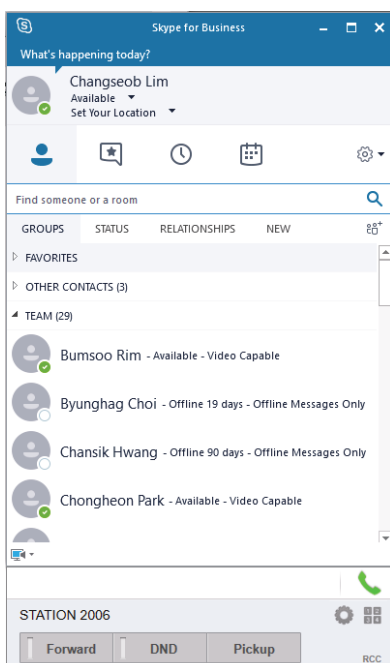 Skype for Business
What's happening today?
Changseob Lim
Available
Set Your Location
Find someone or a room
GROUPS STATUS RELATIONSHIPS NEW
FAVORITES
OTHER CONTACTS (3)
TEAM (29)
Bumsoo Rim - Available - Video Capable
Byunghag Choi - Offline 19 days - Offline Messages Only
Chansik Hwang - Offline 90 days - Offline Messages Only
Chongheon Park - Available - Video Capable
STATION 2006
Forward DND Pickup
RCC